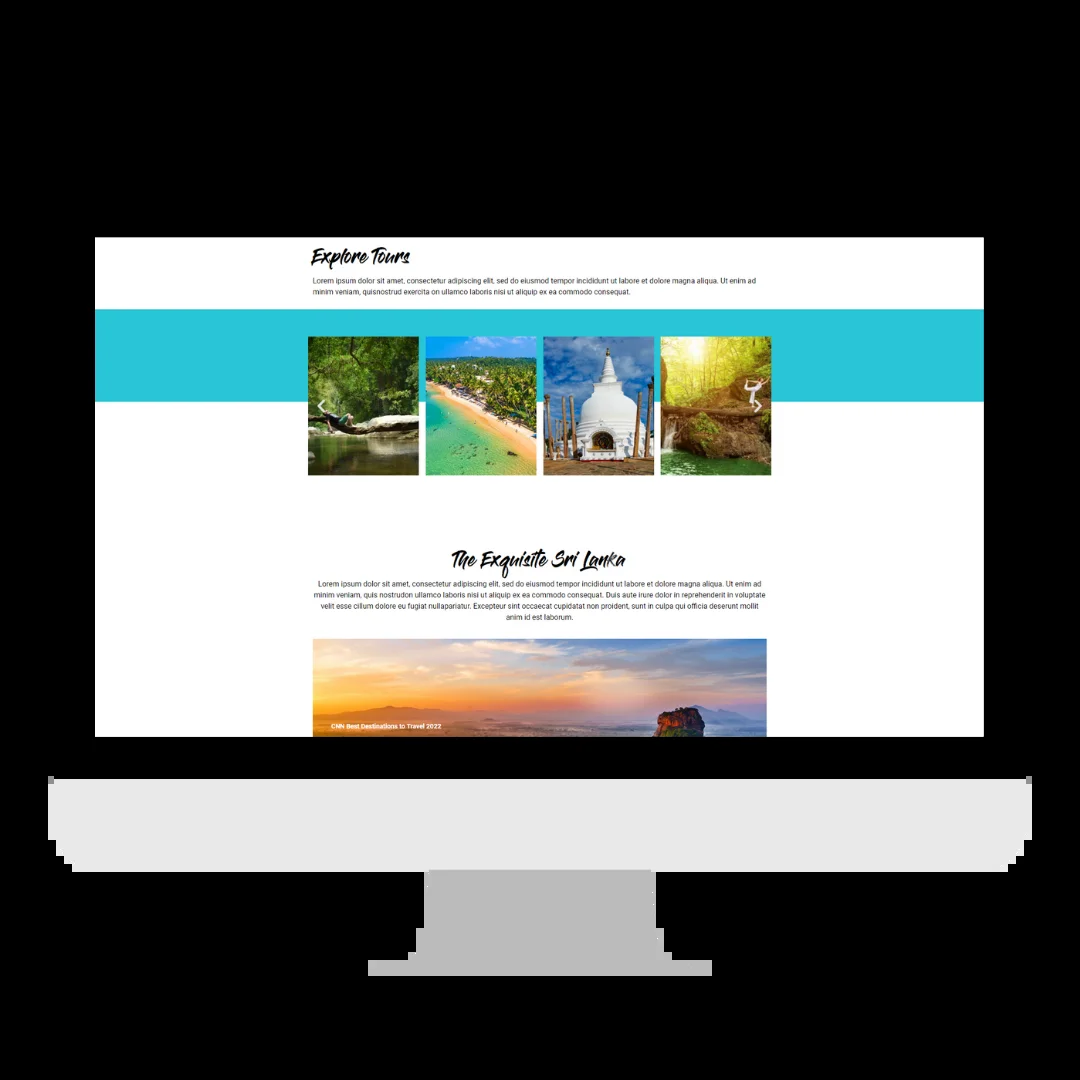 Explore Tours
Lorem ipsum dolor sit amet, consectetur adipiscing elit, sed do eiusmod tempor incididunt ut labore et dolore magna aliqua. Ut enim ad
minim veniam, quisnostrud exercita on ullamco laboris nisi ut aliquip ex ea commodo consequat.
The Exquisite Sri Lanka
Lorem ipsum dolor sit amet, consectetur adipiscing elit, sed do eiusmod tempor incididunt ut labore et dolore magna aliqua. Ut enim ad
minim veniam, quis nostrudon ullamco laboris nisi ut aliquip ex ea commodo consequat. Duis aute irure dolor in reprehenderit in voluptate
velit esse cillum dolore eu fugiat nullapariatur. Excepteur sint occaecat cupidatat non proident, sunt in culpa qui officia deserunt mollit
anim id est laborum.
CNN Best Destinations to Travel 2022